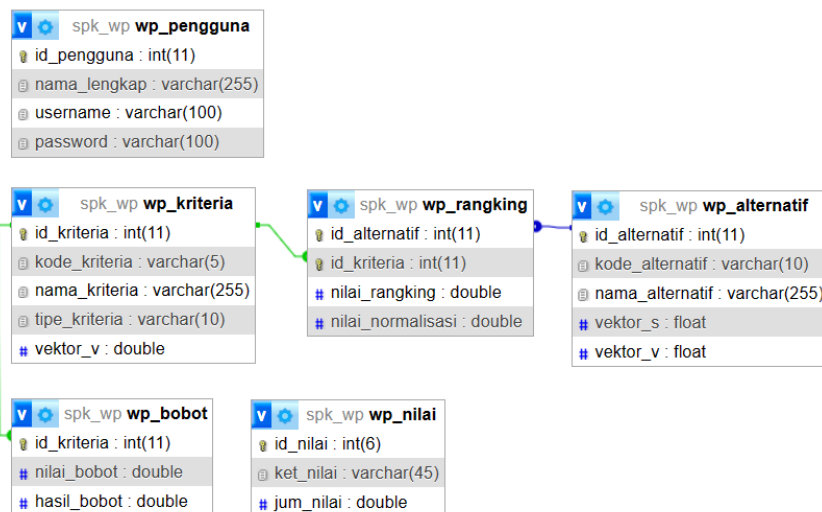 spk_wp wp_pengguna
id_pengguna : int(11)
nama_lengkap : varchar(255)
username : varchar(100)
password : varchar(100)
spk_wp wp_kriteria
id_kriteria : int(11)
kode_kriteria : varchar(5)
nama_kriteria : varchar(255)
tipe_kriteria : varchar(10)
vektor_v : double
spk_wp wp_rangking
id_alternatif : int(11)
id_kriteria : int(11)
nilai_rangking : double
nilai_normalisasi : double
spk_wp wp_alternatif
id_alternatif : int(11)
kode_alternatif : varchar(10)
nama_alternatif : varchar(255)
vektor_s : float
vektor_v : float
spk_wp wp_bobot
id_kriteria : int(11)
nilai_bobot : double
hasil_bobot : double
spk_wp wp_nilai
id_nilai : int(6)
ket_nilai : varchar(45)
jum_nilai : double